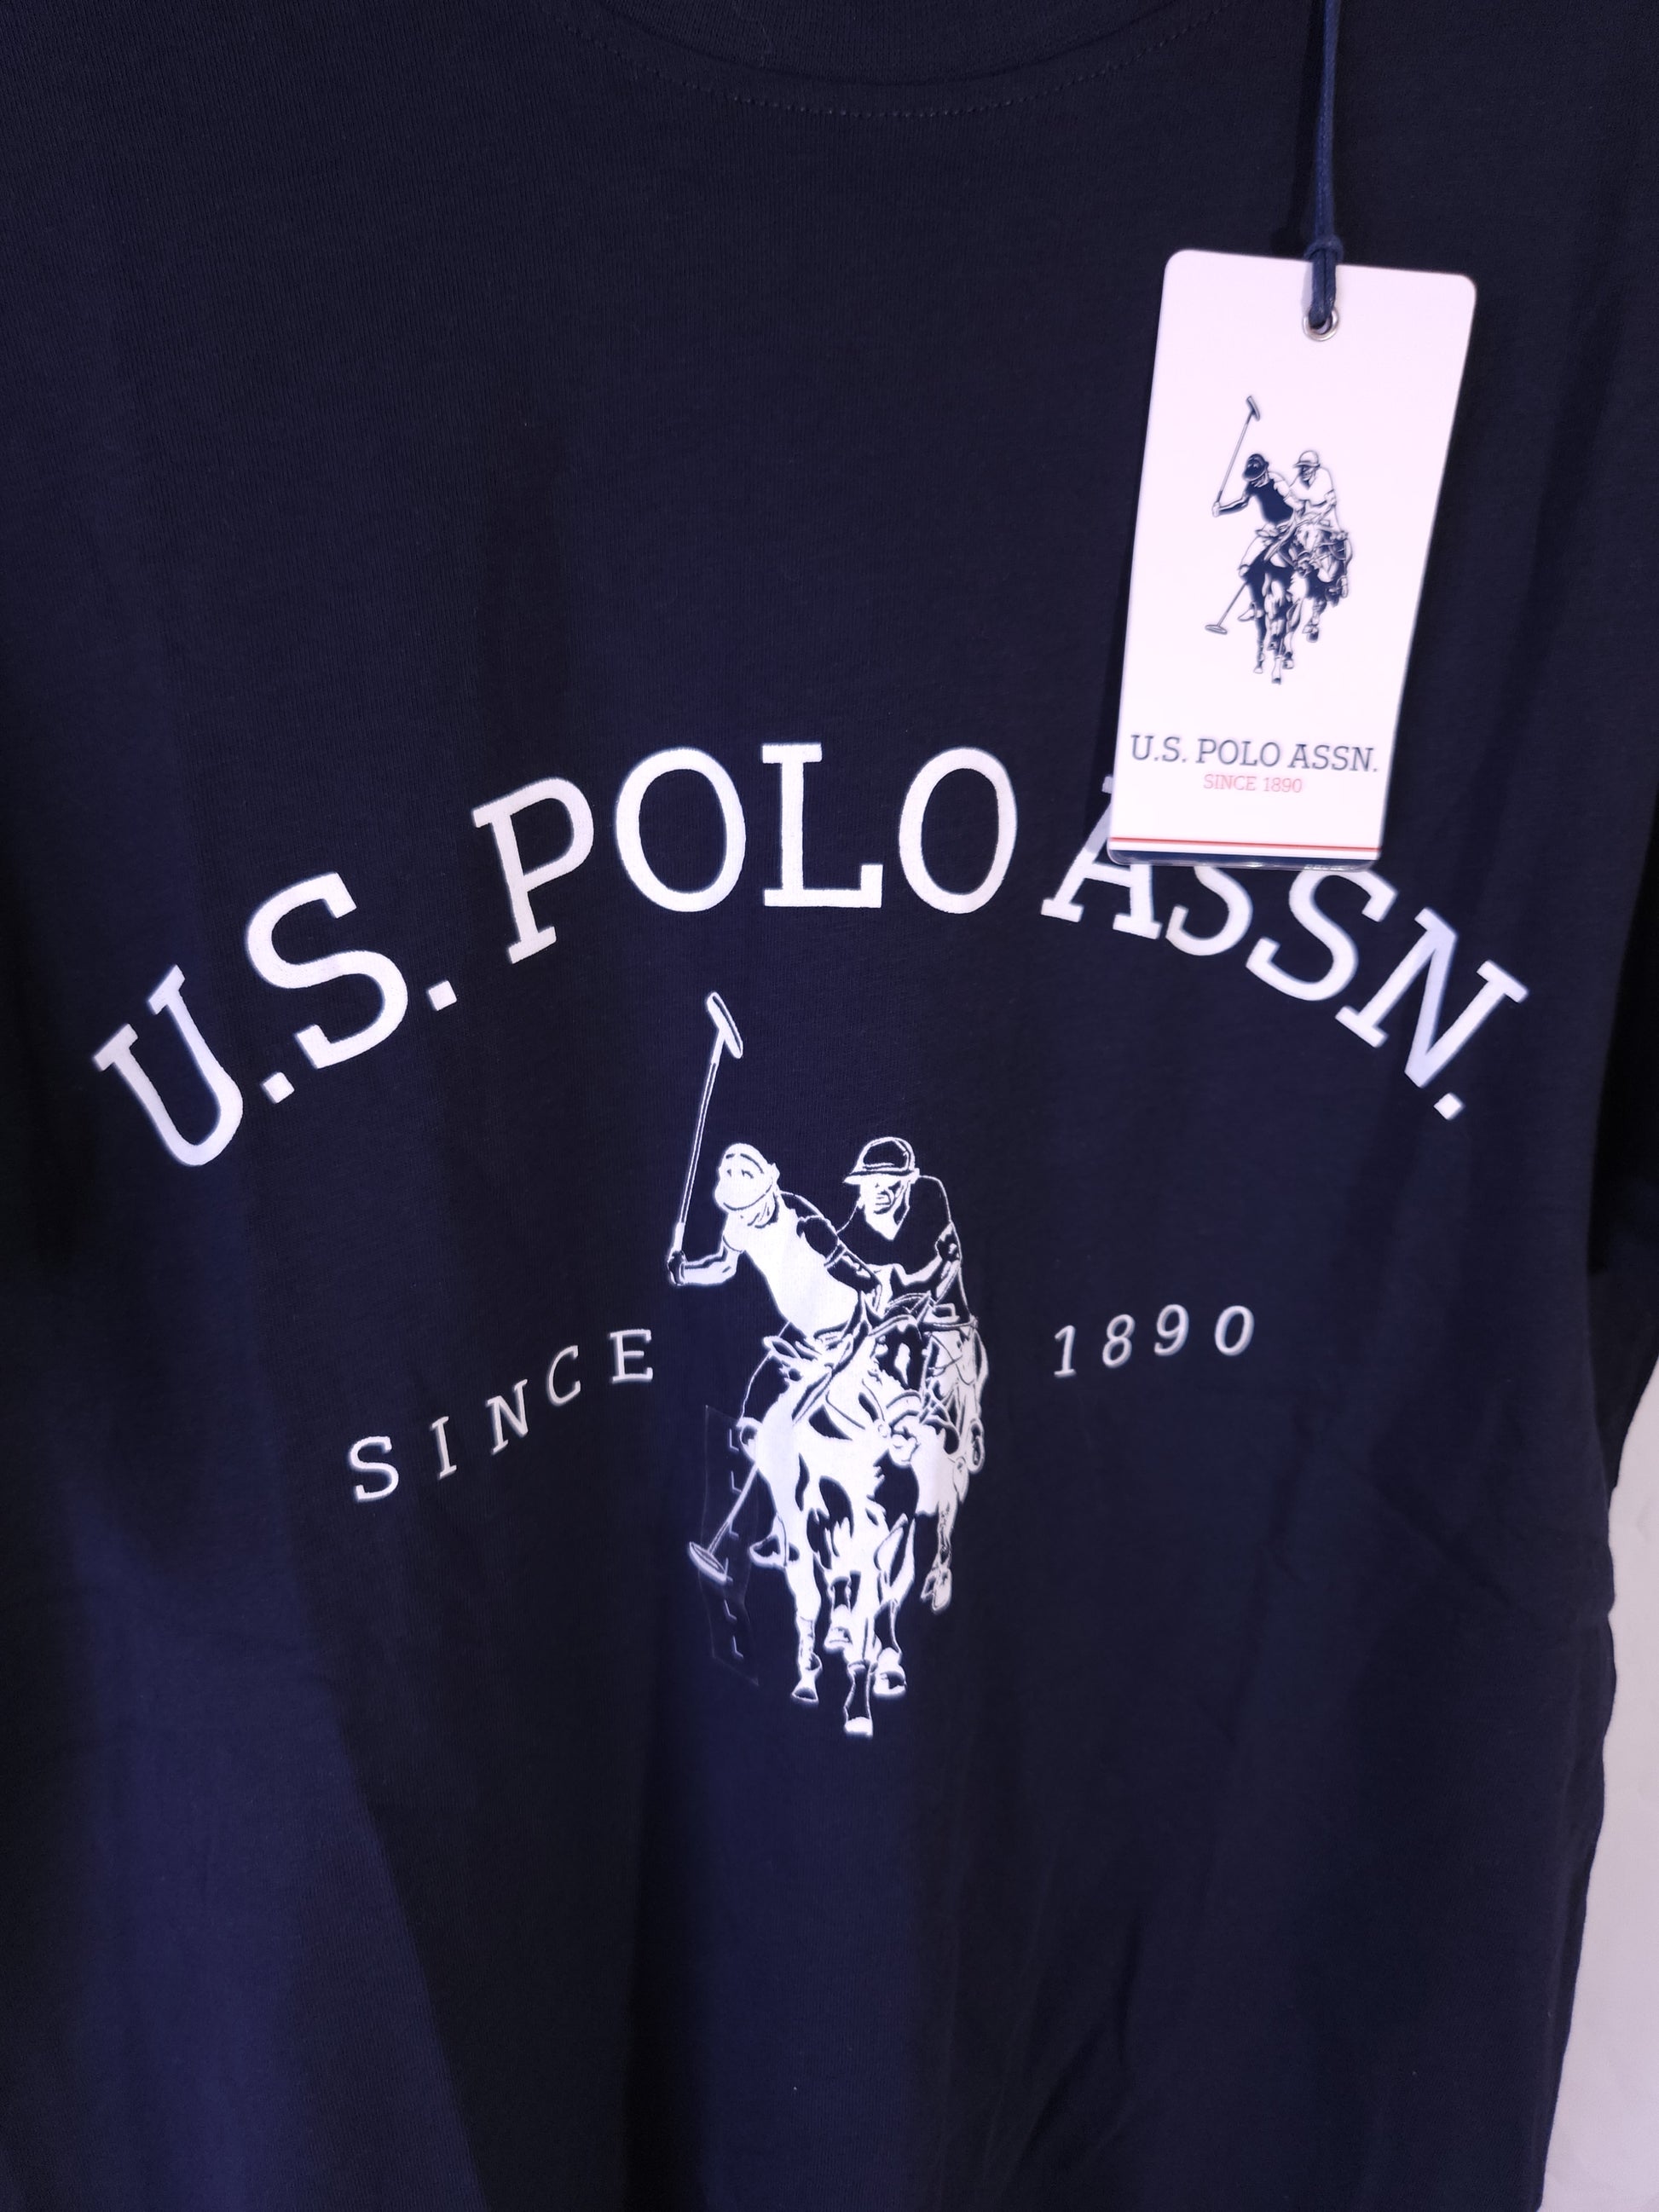 U.S. POLO ASSN.
SINCE 1890
U.S. POLO ASSN.
SINCE 1890